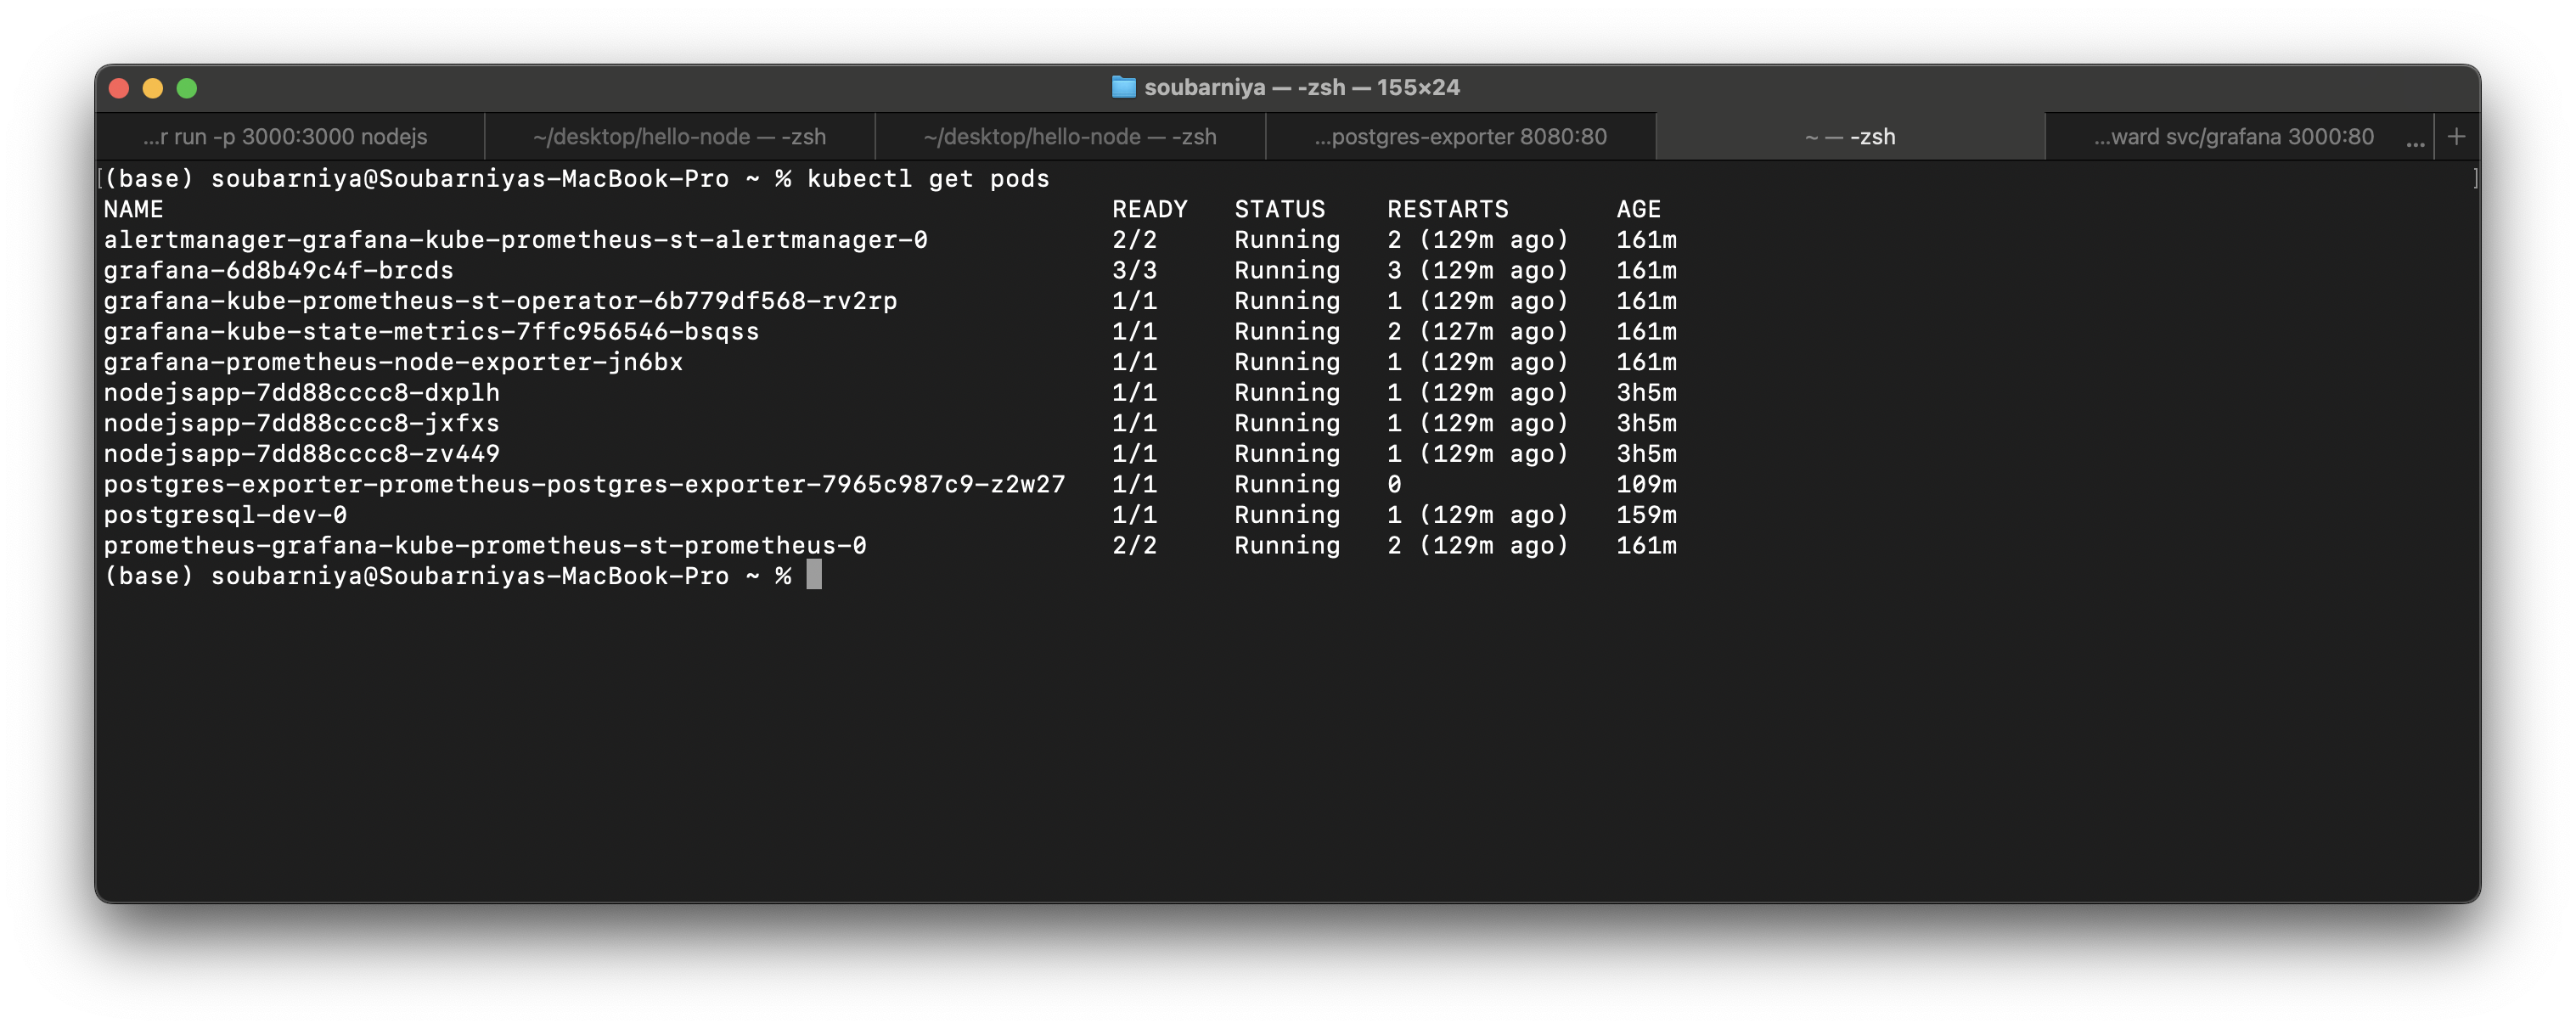 soubarniya — -zsh — 155×24
...r run -p 3000:3000 nodejs ~/desktop/hello-node — -zsh ~/desktop/hello-node — -zsh ...postgres-exporter 8080:80 ~ — -zsh ...ward svc/grafana 3000:80 ... +
[(base) soubarniya@Soubarniyas-MacBook-Pro ~ % kubectl get pods ]
NAME READY STATUS RESTARTS AGE
alertmanager-grafana-kube-prometheus-st-alertmanager-0 2/2 Running 2 (129m ago) 161m
grafana-6d8b49c4f-brcds 3/3 Running 3 (129m ago) 161m
grafana-kube-prometheus-st-operator-6b779df568-rv2rp 1/1 Running 1 (129m ago) 161m
grafana-kube-state-metrics-7ffc956546-bsqss 1/1 Running 2 (127m ago) 161m
grafana-prometheus-node-exporter-jn6bx 1/1 Running 1 (129m ago) 161m
nodejsapp-7dd88cccc8-dxplh 1/1 Running 1 (129m ago) 3h5m
nodejsapp-7dd88cccc8-jxfxs 1/1 Running 1 (129m ago) 3h5m
nodejsapp-7dd88cccc8-zv449 1/1 Running 1 (129m ago) 3h5m
postgres-exporter-prometheus-postgres-exporter-7965c987c9-z2w27 1/1 Running 0 109m
postgresql-dev-0 1/1 Running 1 (129m ago) 159m
prometheus-grafana-kube-prometheus-st-prometheus-0 2/2 Running 2 (129m ago) 161m
(base) soubarniya@Soubarniyas-MacBook-Pro ~ %